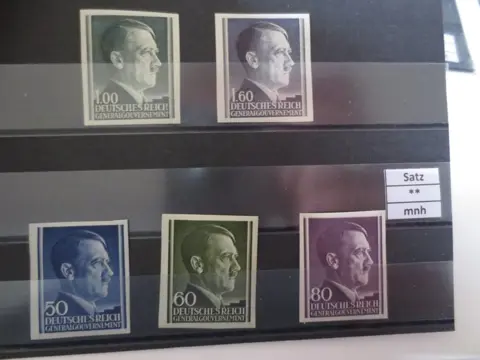 1.00
DEUTSCHES REICH
GENERALGOUVERNEMENT
1.60
DEUTSCHES REICH
GENERALGOUVERNEMENT
Satz
**
mnh
50
DEUTSCHES REICH
GENERALGOUVERNEMENT
60
DEUTSCHES REICH
GENERALGOUVERNEMENT
80
DEUTSCHES REICH
GENERALGOUVERNEMENT